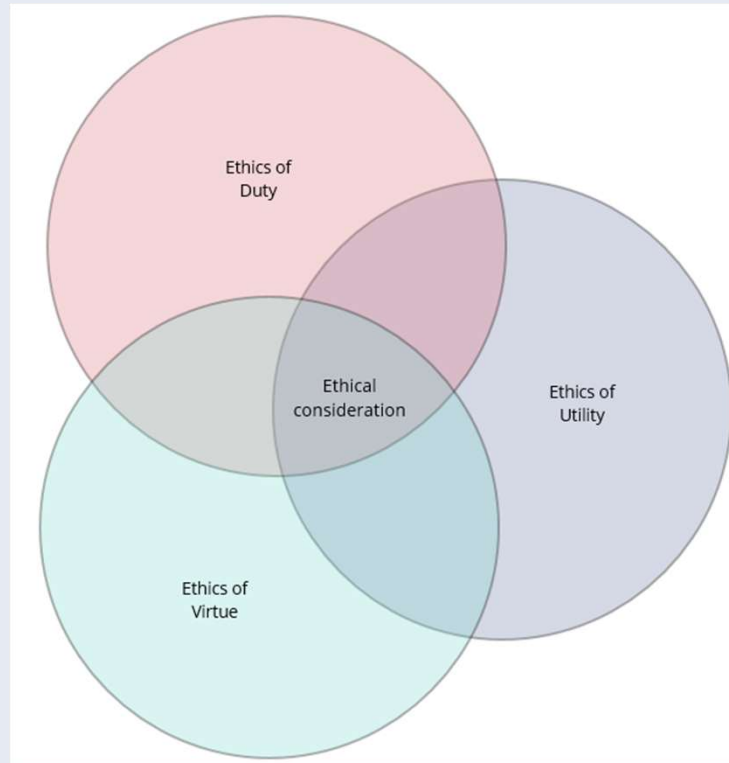 Ethics of
Duty
Ethical
consideration
Ethics of
Utility
Ethics of
Virtue